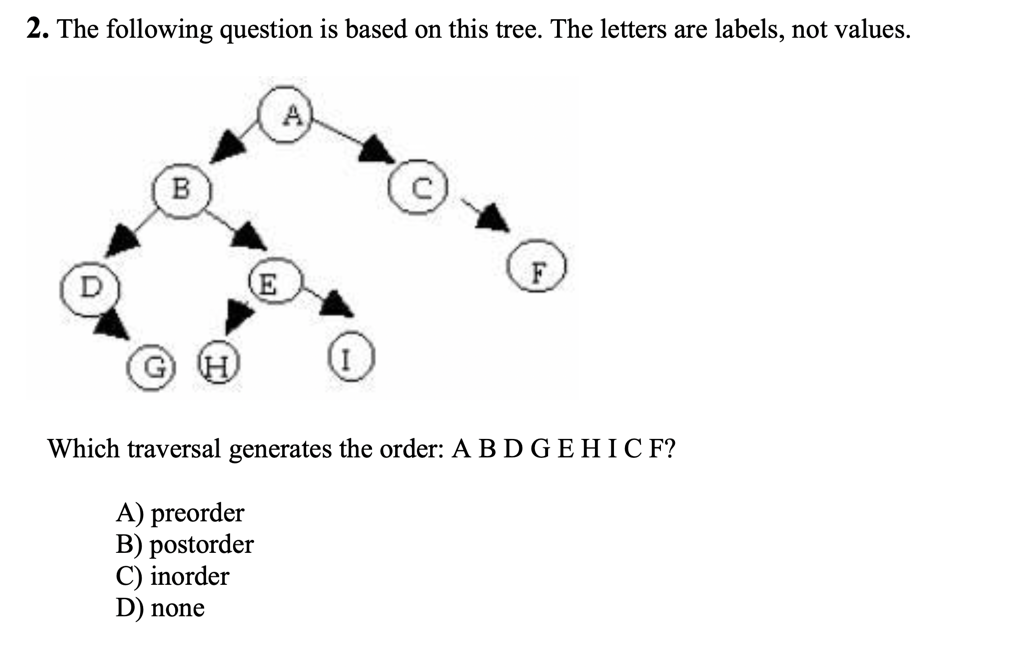 2. The following question is based on this tree. The letters are labels, not values.
A
B
C
D
E
F
G
H
I
Which traversal generates the order: A B D G E H I C F?
A) preorder
B) postorder
C) inorder
D) none